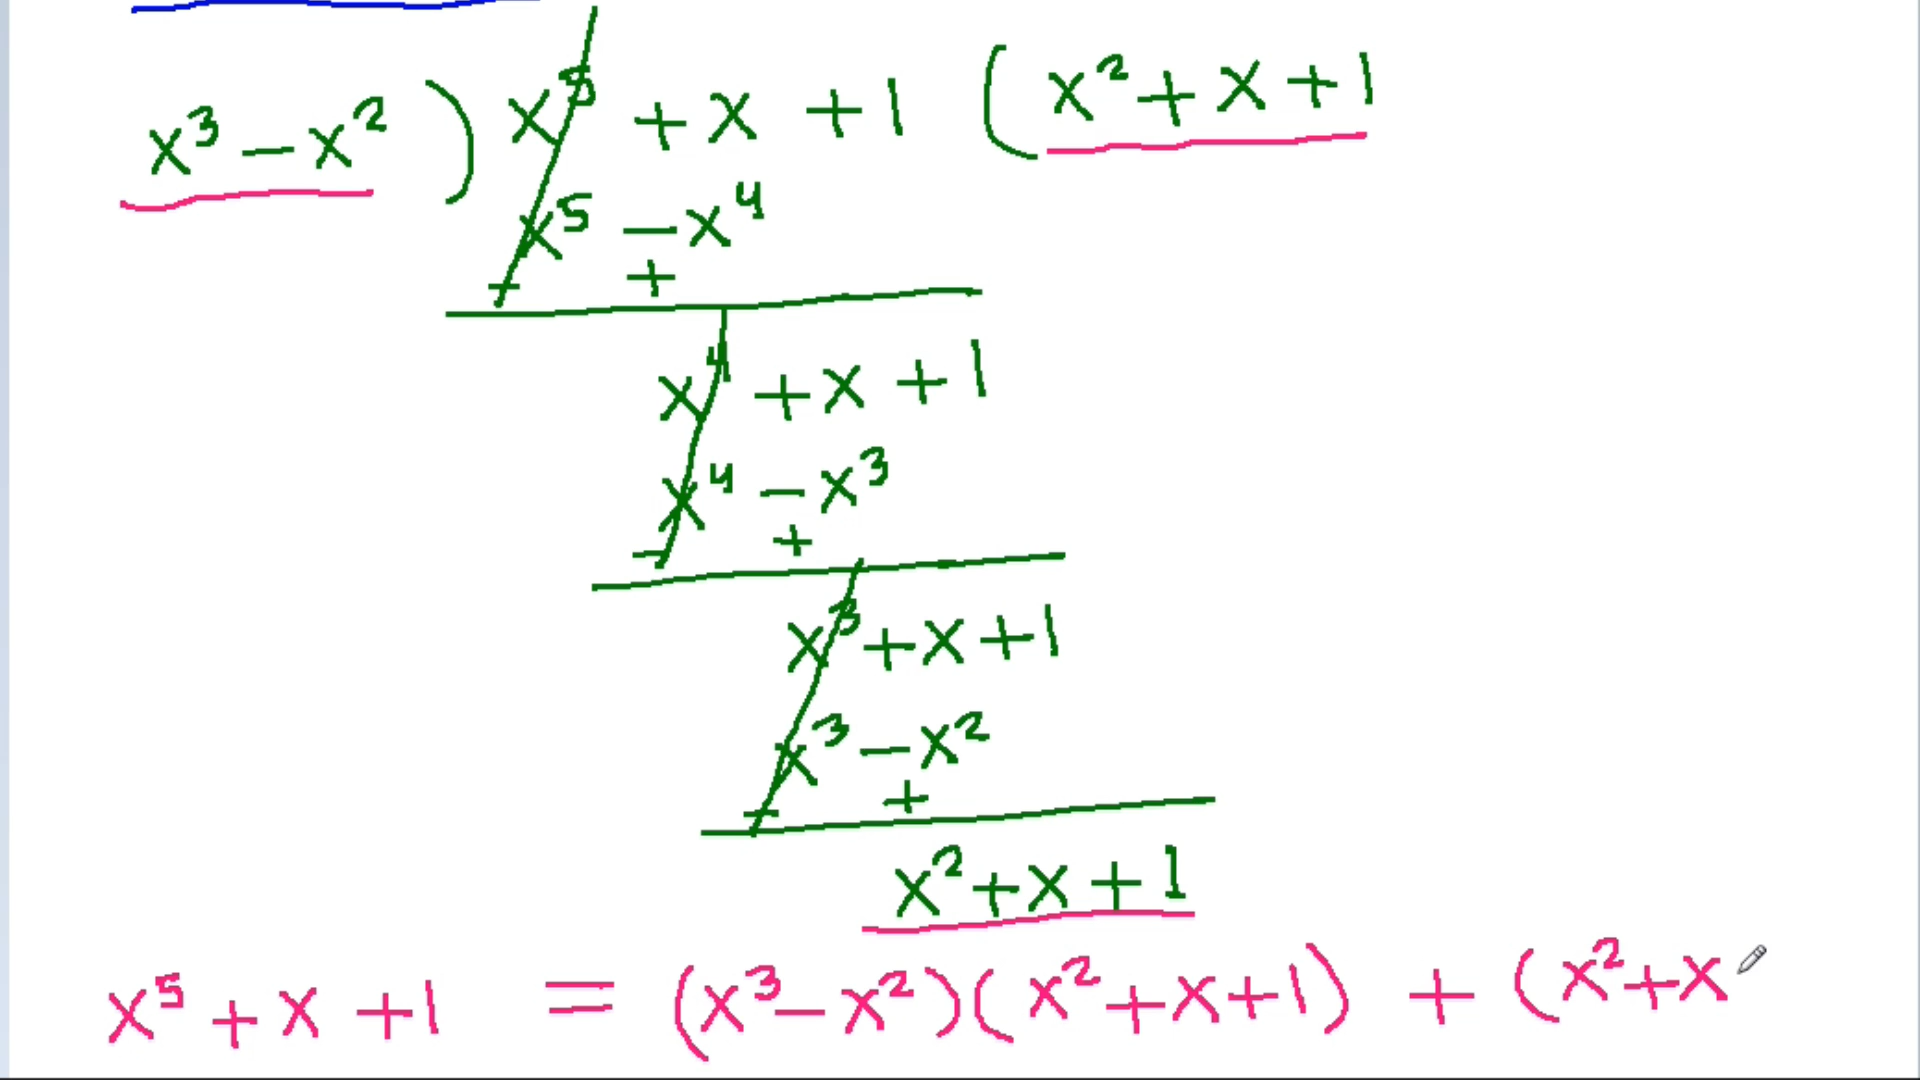 x³ - x² ) x⁵ + x + 1 ( x² + x + 1
x⁵ - x⁴
- +
x⁴ + x + 1
x⁴ - x³
- +
x³ + x + 1
x³ - x²
- +
x² + x + 1
x⁵ + x + 1 = (x³ - x²)(x² + x + 1) + (x² + x